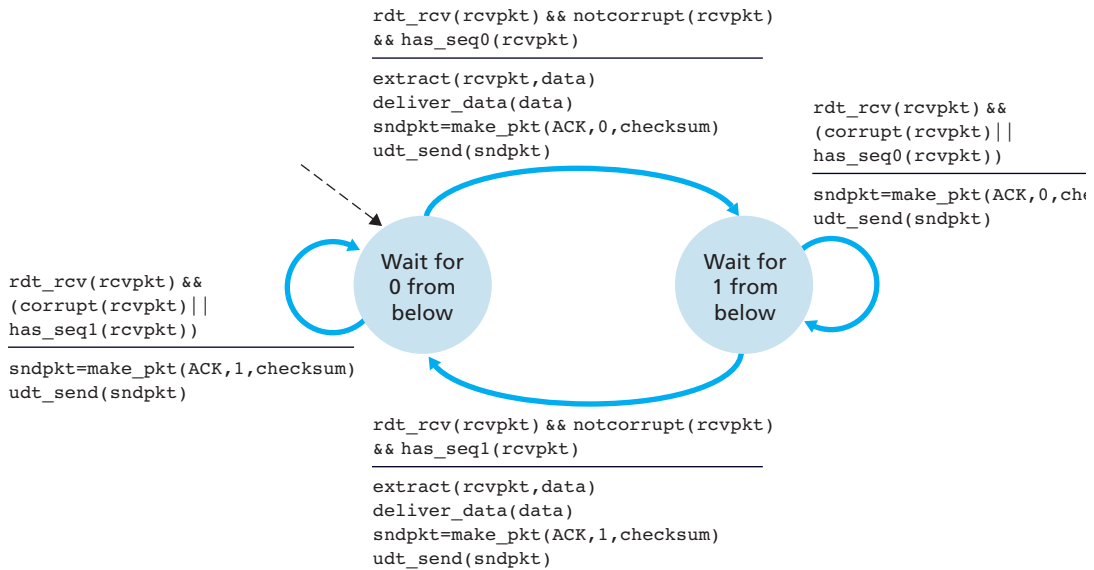 rdt_rcv(rcvpkt) && notcorrupt(rcvpkt)
&& has_seq0(rcvpkt)
extract(rcvpkt,data)
deliver_data(data)
sndpkt=make_pkt(ACK,0,checksum)
udt_send(sndpkt)
rdt_rcv(rcvpkt) &&
(corrupt(rcvpkt)||
has_seq0(rcvpkt))
sndpkt=make_pkt(ACK,0,che
udt_send(sndpkt)
Wait for
0 from
below
Wait for
1 from
below
rdt_rcv(rcvpkt) &&
(corrupt(rcvpkt)||
has_seq1(rcvpkt))
sndpkt=make_pkt(ACK,1,checksum)
udt_send(sndpkt)
rdt_rcv(rcvpkt) && notcorrupt(rcvpkt)
&& has_seq1(rcvpkt)
extract(rcvpkt,data)
deliver_data(data)
sndpkt=make_pkt(ACK,1,checksum)
udt_send(sndpkt)